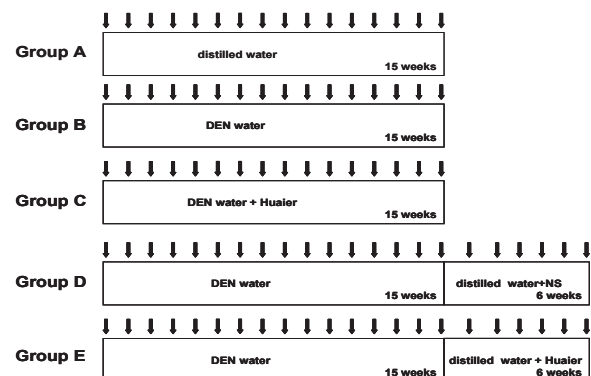 Group A
distilled water
15 weeks
Group B
DEN water
15 weeks
Group C
DEN water + Huaier
15 weeks
Group D
DEN water
15 weeks
distilled water+NS
6 weeks
Group E
DEN water
15 weeks
distilled water + Huaier
6 weeks